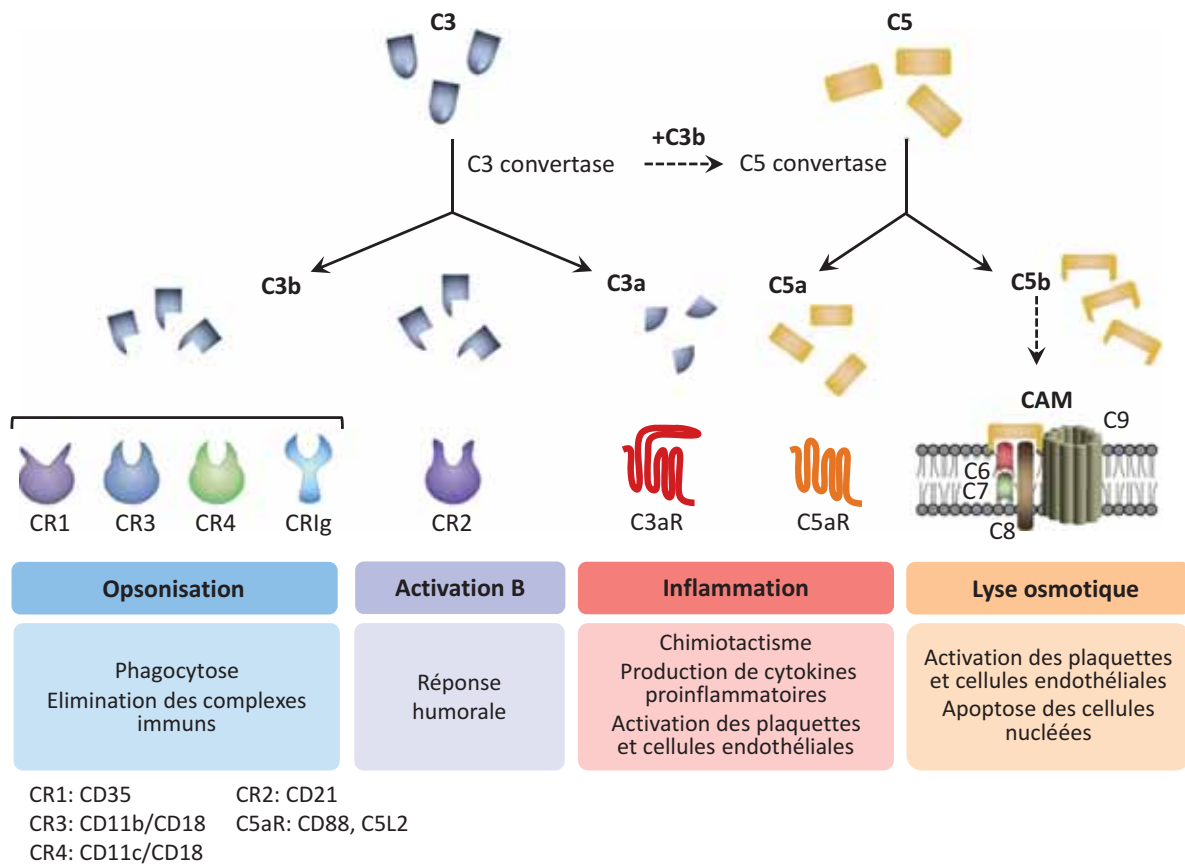 C3
C5
+C3b
C3 convertase
C5 convertase
C3b
C3a
C5a
C5b
CAM
C9
C6
C7
C8
CR1
CR3
CR4
CRIg
CR2
C3aR
C5aR
Opsonisation
Phagocytose
Elimination des complexes
immuns
Activation B
Réponse
humorale
Inflammation
Chimiotactisme
Production de cytokines
proinflammatoires
Activation des plaquettes
et cellules endothéliales
Lyse osmotique
Activation des plaquettes
et cellules endothéliales
Apoptose des cellules
nucléées
CR1: CD35
CR3: CD11b/CD18
CR4: CD11c/CD18
CR2: CD21
C5aR: CD88, C5L2